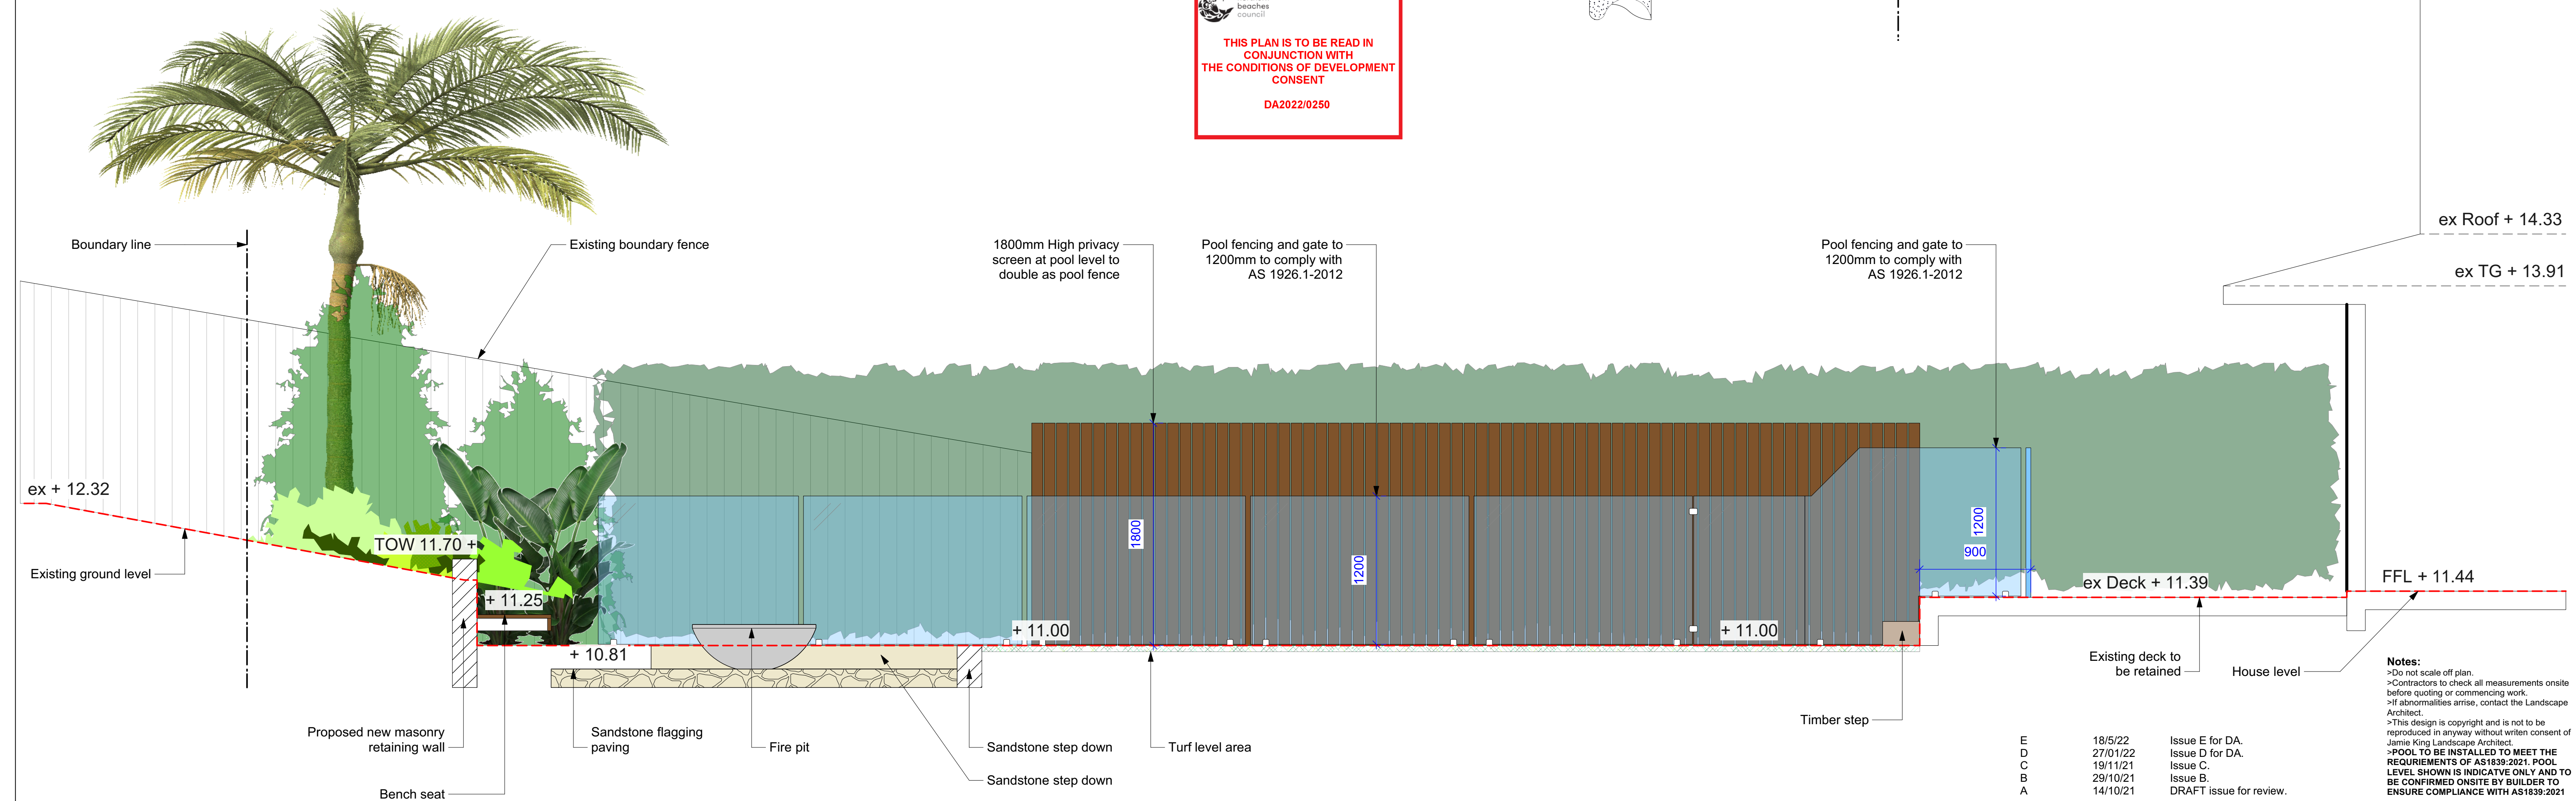 beaches
council
THIS PLAN IS TO BE READ IN
CONJUNCTION WITH
THE CONDITIONS OF DEVELOPMENT
CONSENT
DA2022/0250
ex Roof + 14.33
ex TG + 13.91
Boundary line
Existing boundary fence
1800mm High privacy
screen at pool level to
double as pool fence
Pool fencing and gate to
1200mm to comply with
AS 1926.1-2012
Pool fencing and gate to
1200mm to comply with
AS 1926.1-2012
ex + 12.32
TOW 11.70 +
Existing ground level
+ 11.25
+ 10.81
+ 11.00
1800
1200
+ 11.00
1200
900
ex Deck + 11.39
FFL + 11.44
Existing deck to
be retained
House level
Timber step
Proposed new masonry
retaining wall
Sandstone flagging
paving
Fire pit
Sandstone step down
Turf level area
Sandstone step down
Bench seat
E 18/5/22 Issue E for DA.
D 27/01/22 Issue D for DA.
C 19/11/21 Issue C.
B 29/10/21 Issue B.
A 14/10/21 DRAFT issue for review.
Notes:
>Do not scale off plan.
>Contractors to check all measurements onsite
before quoting or commencing work.
>If abnormalities arrise, contact the Landscape
Architect.
>This design is copyright and is not to be
reproduced in anyway without writen consent of
Jamie King Landscape Architect.
>POOL TO BE INSTALLED TO MEET THE
REQURIEMENTS OF AS1839:2021. POOL
LEVEL SHOWN IS INDICATVE ONLY AND TO
BE CONFIRMED ONSITE BY BUILDER TO
ENSURE COMPLIANCE WITH AS1839:2021